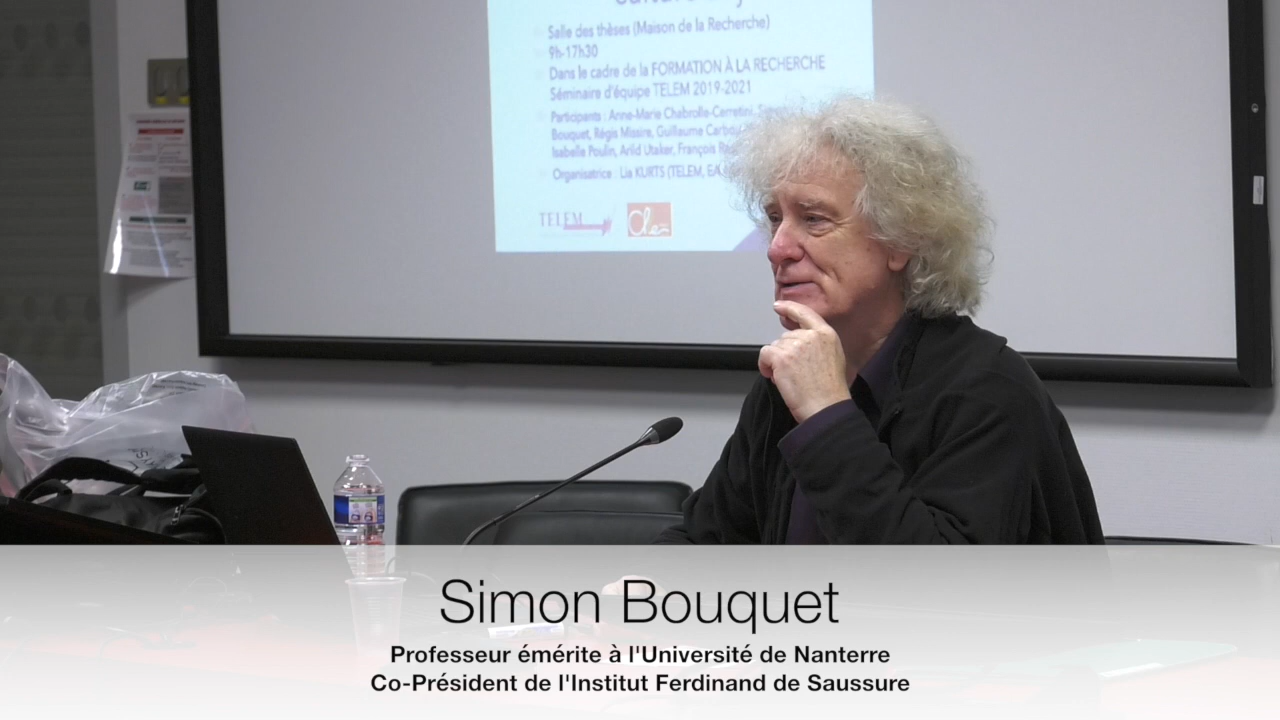 Salle des thèses (Maison de la Recherche)
9h-17h30
Dans le cadre de la FORMATION À LA RECHERCHE
Séminaire d'équipe TELEM 2019-2021
Participants : Anne-Marie Chabrolle-Cerretini,
Bouquet, Régis Missire, Guillaume
Isabelle Poulin, Arild Utaker, François
Organisatrice : Lia KURTS (TELEM,
TELEM
Simon Bouquet
Professeur émérite à l'Université de Nanterre
Co-Président de l'Institut Ferdinand de Saussure